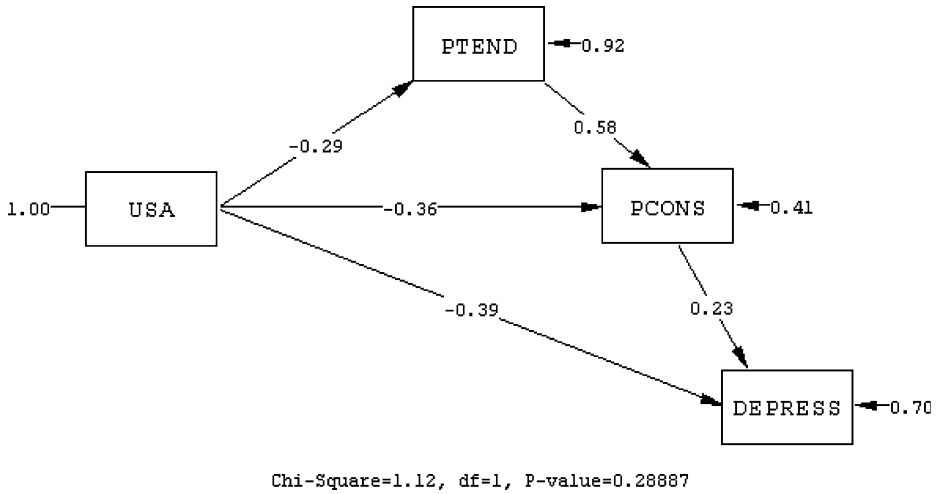 PTEND
0.92
0.58
-0.29
1.00
USA
-0.36
PCONS
0.41
-0.39
0.23
DEPRESS
0.70
Chi-Square=1.12, df=1, P-value=0.28887